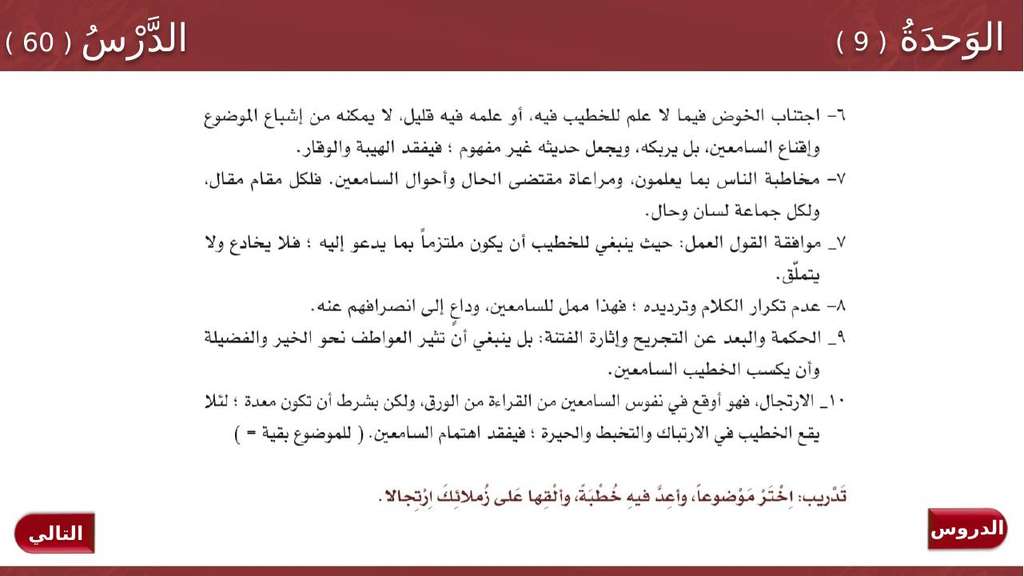 الوَحدَةُ ( 9 )
الدَّرْسُ ( 60 )
٦– اجتناب الخوض فيما لا علم للخطيب فيه، أو علمه فيه قليل، لا يمكنه من إشباع الموضوع
وإقناع السامعين، بل يربكه، ويجعل حديثه غير مفهوم ؛ فيفقد الهيبة والوقار.
٧– مخاطبة الناس بما يعلمون، ومراعاة مقتضى الحال وأحوال السامعين. فلكل مقام مقال،
ولكل جماعة لسان وحال.
٧_ موافقة القول العمل: حيث ينبغي للخطيب أن يكون ملتزماً بما يدعو إليه ؛ فلا يخادع ولا
يتملّق.
٨– عدم تكرار الكلام وترديده ؛ فهذا ممل للسامعين، وداعٍ إلى انصرافهم عنه.
٩_ الحكمة والبعد عن التجريح وإثارة الفتنة: بل ينبغي أن تثير العواطف نحو الخير والفضيلة
وأن يكسب الخطيب السامعين.
١٠_ الارتجال، فهو أوقع في نفوس السامعين من القراءة من الورق، ولكن بشرط أن تكون معدة ؛ لئلا
يقع الخطيب في الارتباك والتخبط والحيرة ؛ فيفقد اهتمام السامعين. ( للموضوع بقية = )
تَدْريب: اِخْتَرْ مَوْضوعاً، وأعِدَّ فيهِ خُطْبَةً، وألْقِها عَلى زُملائِكَ اِرْتِجالا.
الدروس
التالي